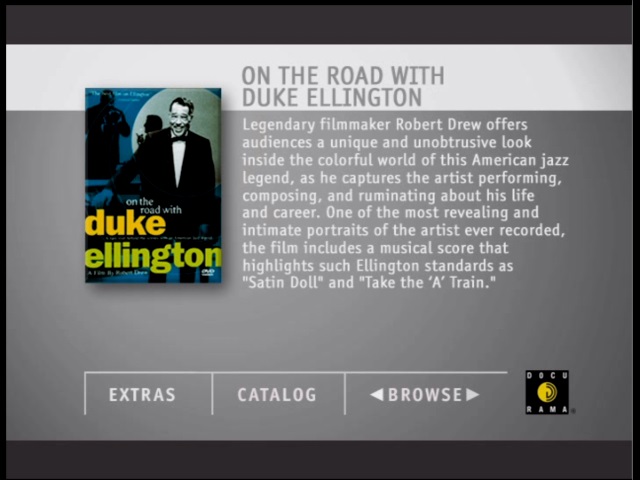 ON THE ROAD WITH
DUKE ELLINGTON
Legendary filmmaker Robert Drew offers
audiences a unique and unobtrusive look
inside the colorful world of this American jazz
legend, as he captures the artist performing,
composing, and ruminating about his life
and career. One of the most revealing and
intimate portraits of the artist ever recorded,
the film includes a musical score that
highlights such Ellington standards as
"Satin Doll" and "Take the ‘A’ Train."
on the
road with
duke
ellington
A Film By Robert Drew
DVD
EXTRAS
CATALOG
◀BROWSE▶
DOCU
RAMA®